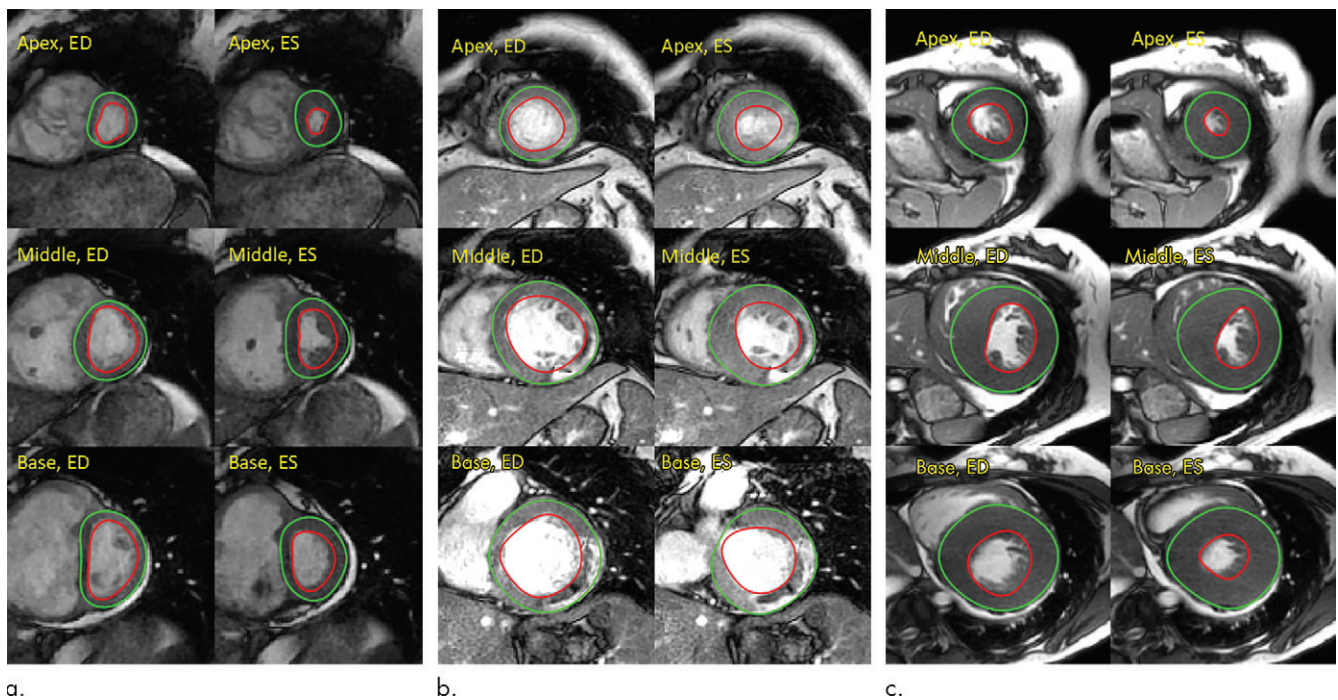 Apex, ED
Apex, ES
Apex, ED
Apex, ES
Apex, ED
Apex, ES
Middle, ED
Middle, ES
Middle, ED
Middle, ES
Middle, ED
Middle, ES
Base, ED
Base, ES
Base, ED
Base, ES
Base, ED
Base, ES
a.
b.
c.